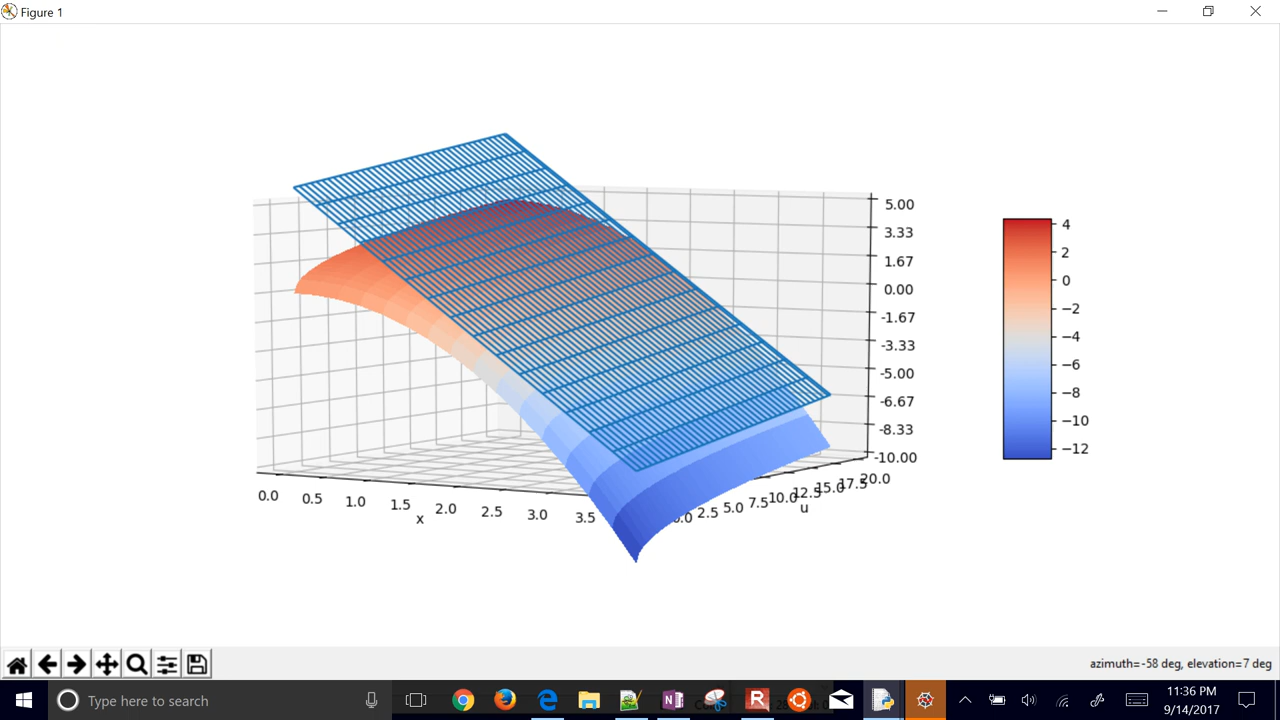 Figure 1
5.00
3.33
1.67
0.00
-1.67
-3.33
-5.00
-6.67
-8.33
-10.00
4
2
0
−2
−4
−6
−8
−10
−12
0.0 0.5 1.0 1.5 2.0 2.5 3.0 3.5
x
2.5 5.0 7.5 10.0 12.5 15.0 17.5 20.0
u
azimuth=-58 deg, elevation=7 deg
Type here to search
11:36 PM
9/14/2017